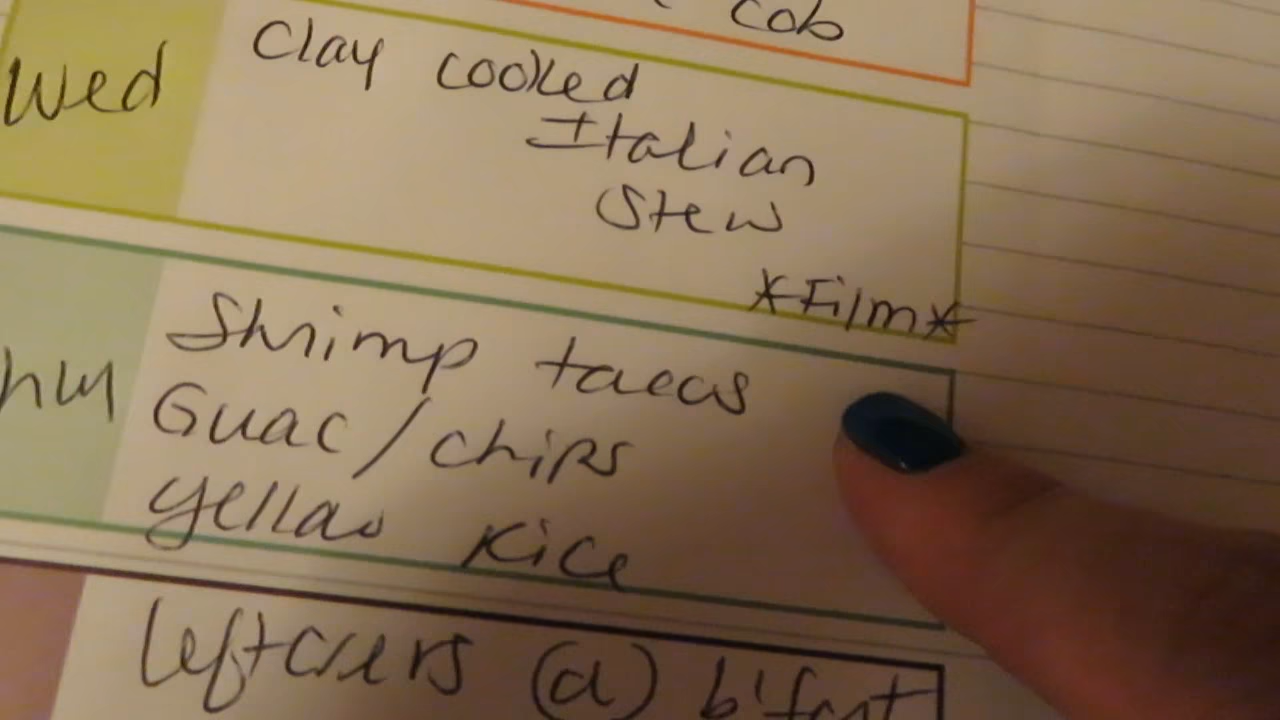 cob
Wed
Clay cooked
Italian
Stew
*Film*
Shrimp tacos
Guac/chips
Yellow Rice
leftovers @ b'fast